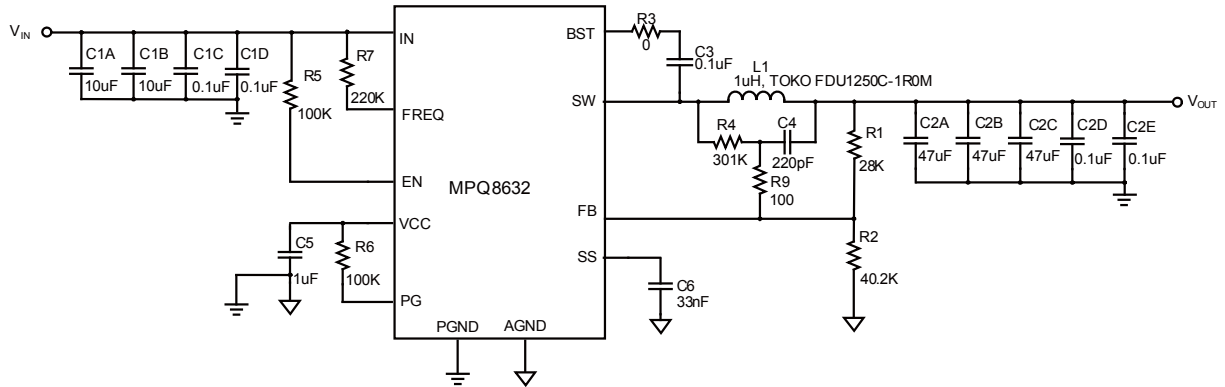 V_IN
C1A
10uF
C1B
10uF
C1C
0.1uF
C1D
0.1uF
R5
100K
R7
220K
IN
FREQ
EN
VCC
PG
C5
1uF
R6
100K
MPQ8632
PGND
AGND
BST
SW
FB
SS
R3
0
C3
0.1uF
L1
1uH, TOKO FDU1250C-1R0M
R4
301K
C4
220pF
R9
100
R1
28K
R2
40.2K
C6
33nF
C2A
47uF
C2B
47uF
C2C
47uF
C2D
0.1uF
C2E
0.1uF
V_OUT